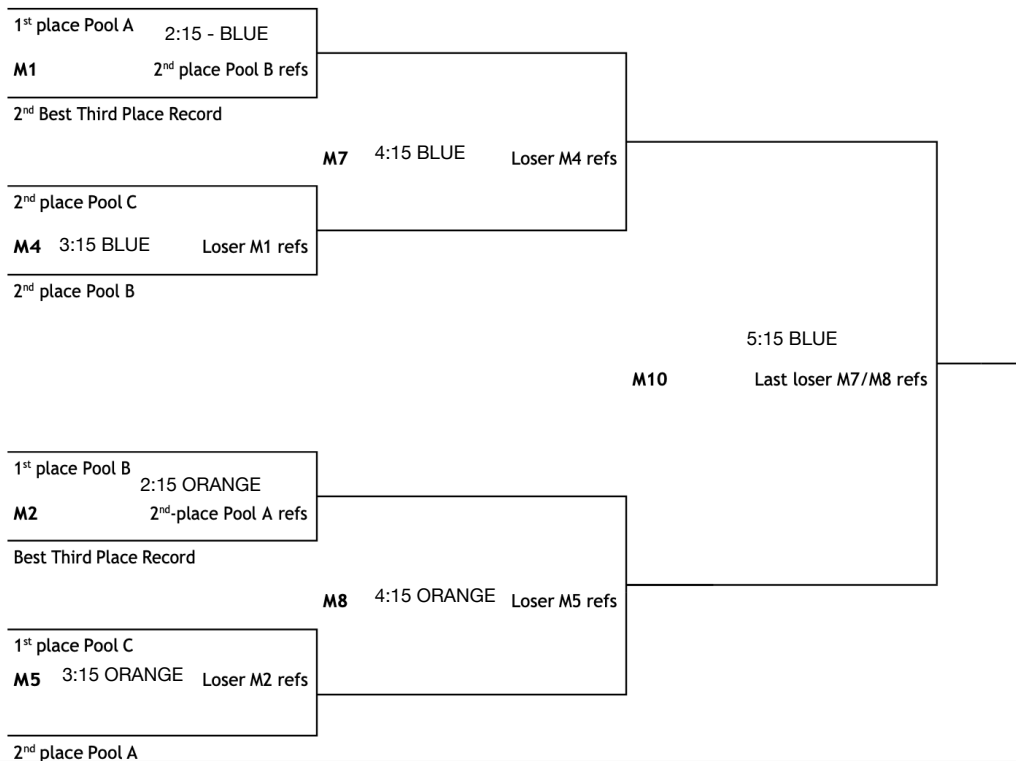 1st place Pool A
2:15 - BLUE
M1 2nd place Pool B refs
2nd Best Third Place Record
M7 4:15 BLUE Loser M4 refs
2nd place Pool C
M4 3:15 BLUE Loser M1 refs
2nd place Pool B
5:15 BLUE
M10 Last loser M7/M8 refs
1st place Pool B
2:15 ORANGE
M2 2nd-place Pool A refs
Best Third Place Record
M8 4:15 ORANGE Loser M5 refs
1st place Pool C
M5 3:15 ORANGE Loser M2 refs
2nd place Pool A